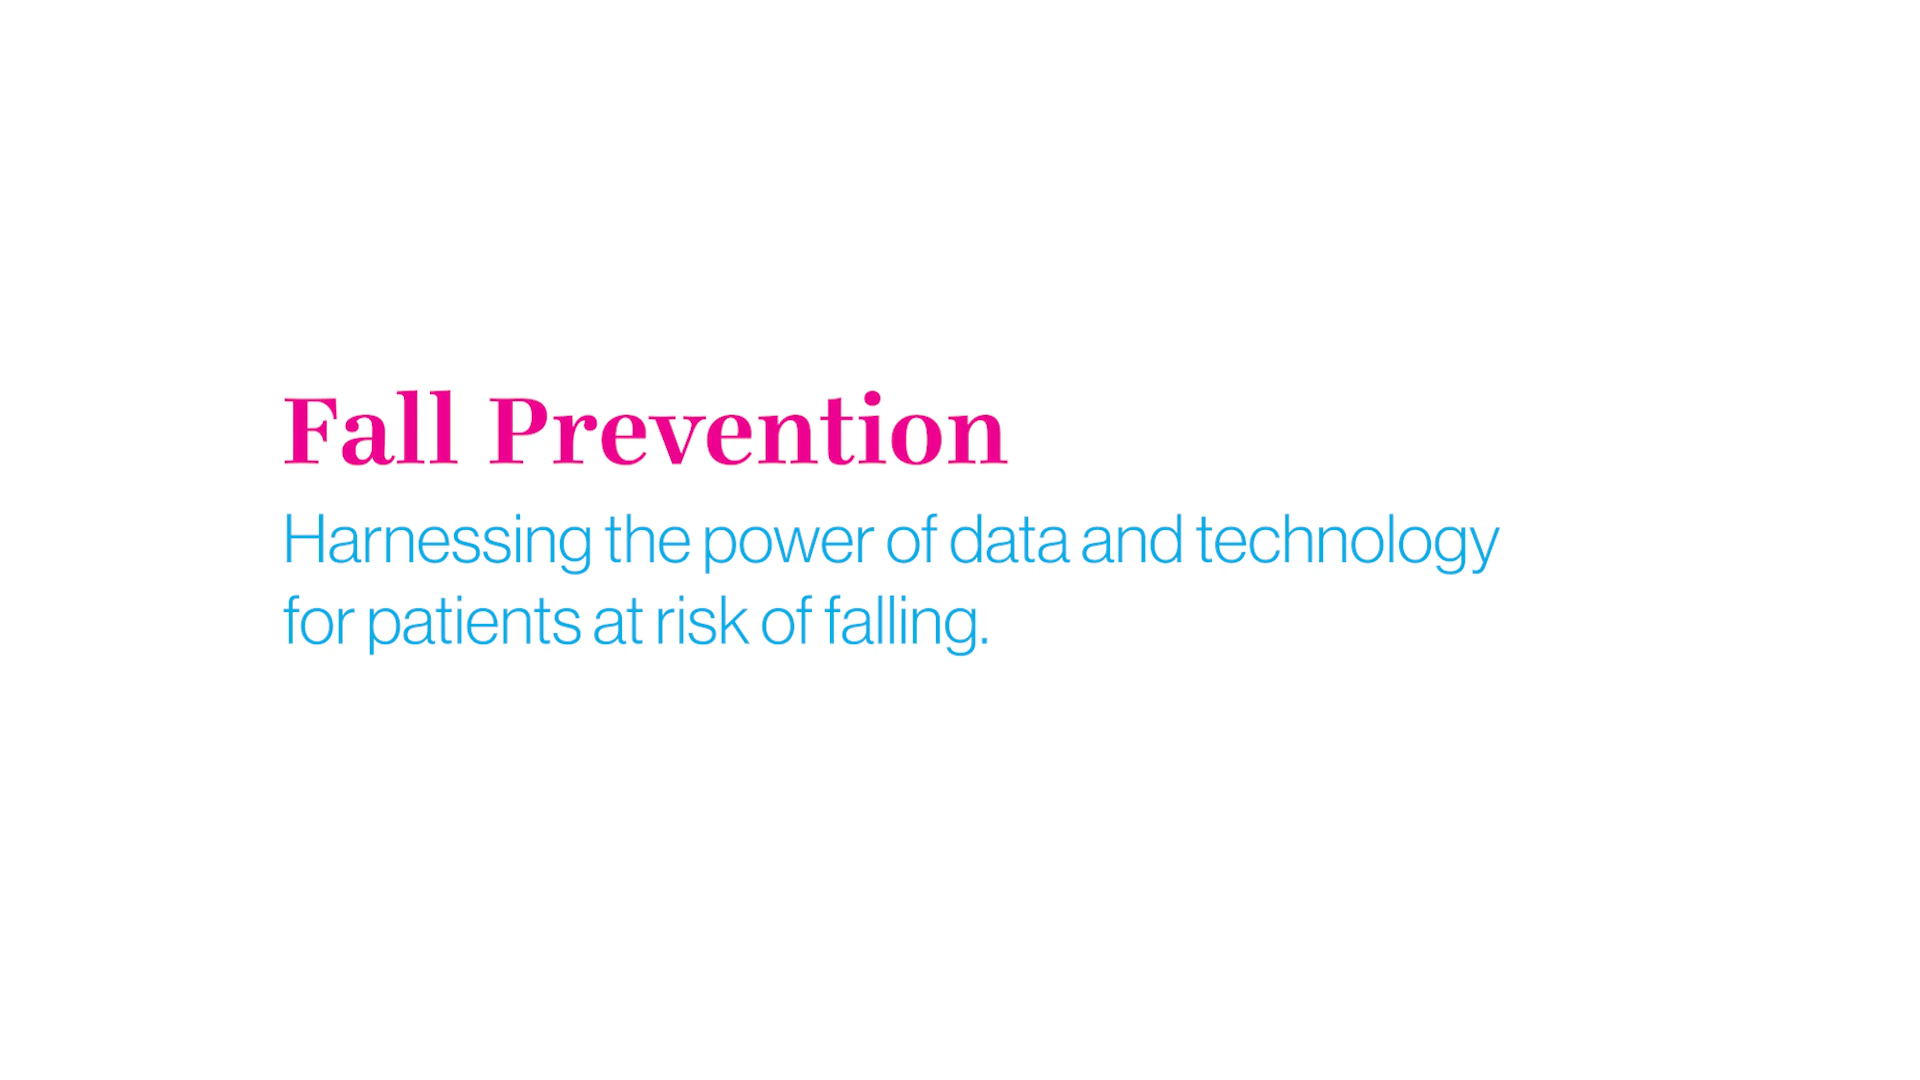 Fall Prevention
Harnessing the power of data and technology
for patients at risk of falling.